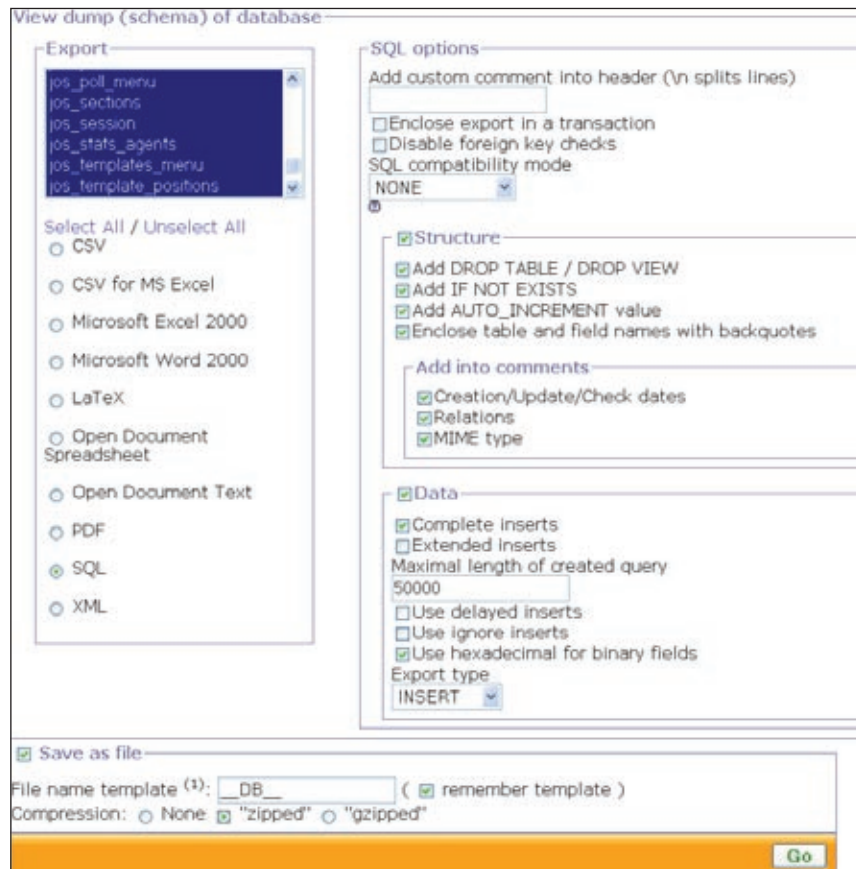 View dump (schema) of database
Export
jos_poll_menu
jos_sections
jos_session
jos_stats_agents
jos_templates_menu
jos_template_positions
Select All / Unselect All
CSV
CSV for MS Excel
Microsoft Excel 2000
Microsoft Word 2000
LaTeX
Open Document
Spreadsheet
Open Document Text
PDF
SQL
XML
SQL options
Add custom comment into header (\n splits lines)
Enclose export in a transaction
Disable foreign key checks
SQL compatibility mode
NONE
Structure
Add DROP TABLE / DROP VIEW
Add IF NOT EXISTS
Add AUTO_INCREMENT value
Enclose table and field names with backquotes
Add into comments
Creation/Update/Check dates
Relations
MIME type
Data
Complete inserts
Extended inserts
Maximal length of created query
50000
Use delayed inserts
Use ignore inserts
Use hexadecimal for binary fields
Export type
INSERT
Save as file
File name template (1): __DB__ ( remember template )
Compression: None "zipped" "gzipped"
Go